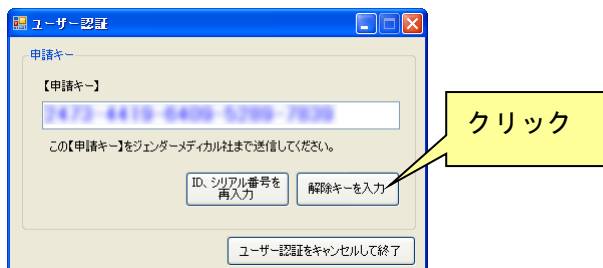 ユーザー認証
申請キー
【申請キー】
この【申請キー】をジェンダーメディカル社まで送信してください。
ID、シリアル番号を
再入力
解除キーを入力
クリック
ユーザー認証をキャンセルして終了